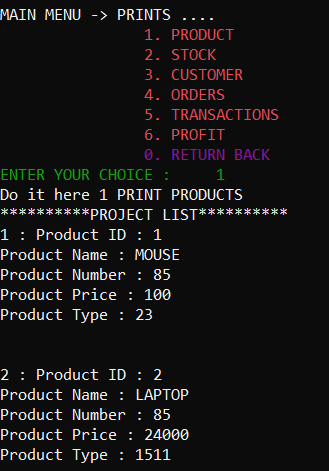 MAIN MENU -> PRINTS ....
1. PRODUCT
2. STOCK
3. CUSTOMER
4. ORDERS
5. TRANSACTIONS
6. PROFIT
0. RETURN BACK
ENTER YOUR CHOICE :     1
Do it here 1 PRINT PRODUCTS
**********PROJECT LIST**********
1 : Product ID : 1
Product Name : MOUSE
Product Number : 85
Product Price : 100
Product Type : 23
2 : Product ID : 2
Product Name : LAPTOP
Product Number : 85
Product Price : 24000
Product Type : 1511